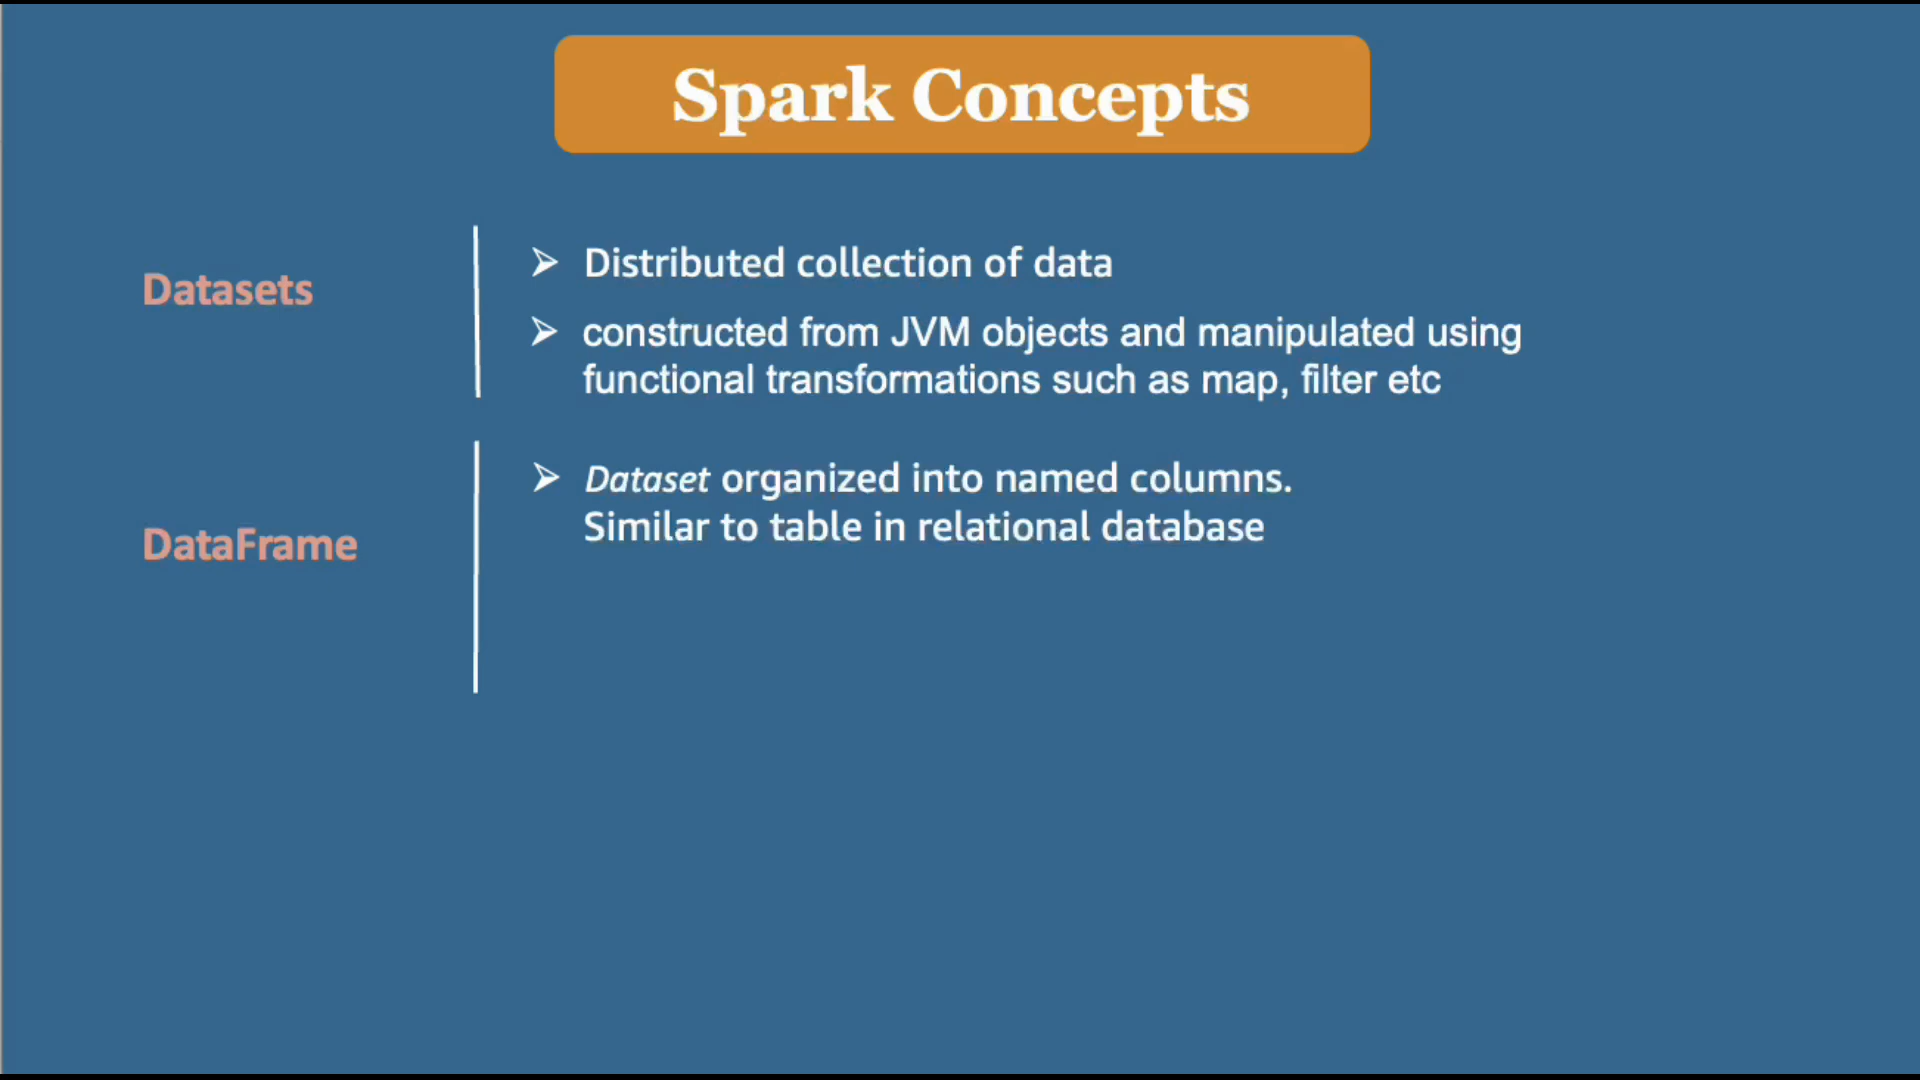 Spark Concepts
Datasets
➢ Distributed collection of data
➢ constructed from JVM objects and manipulated using
functional transformations such as map, filter etc
DataFrame
➢ Dataset organized into named columns.
Similar to table in relational database